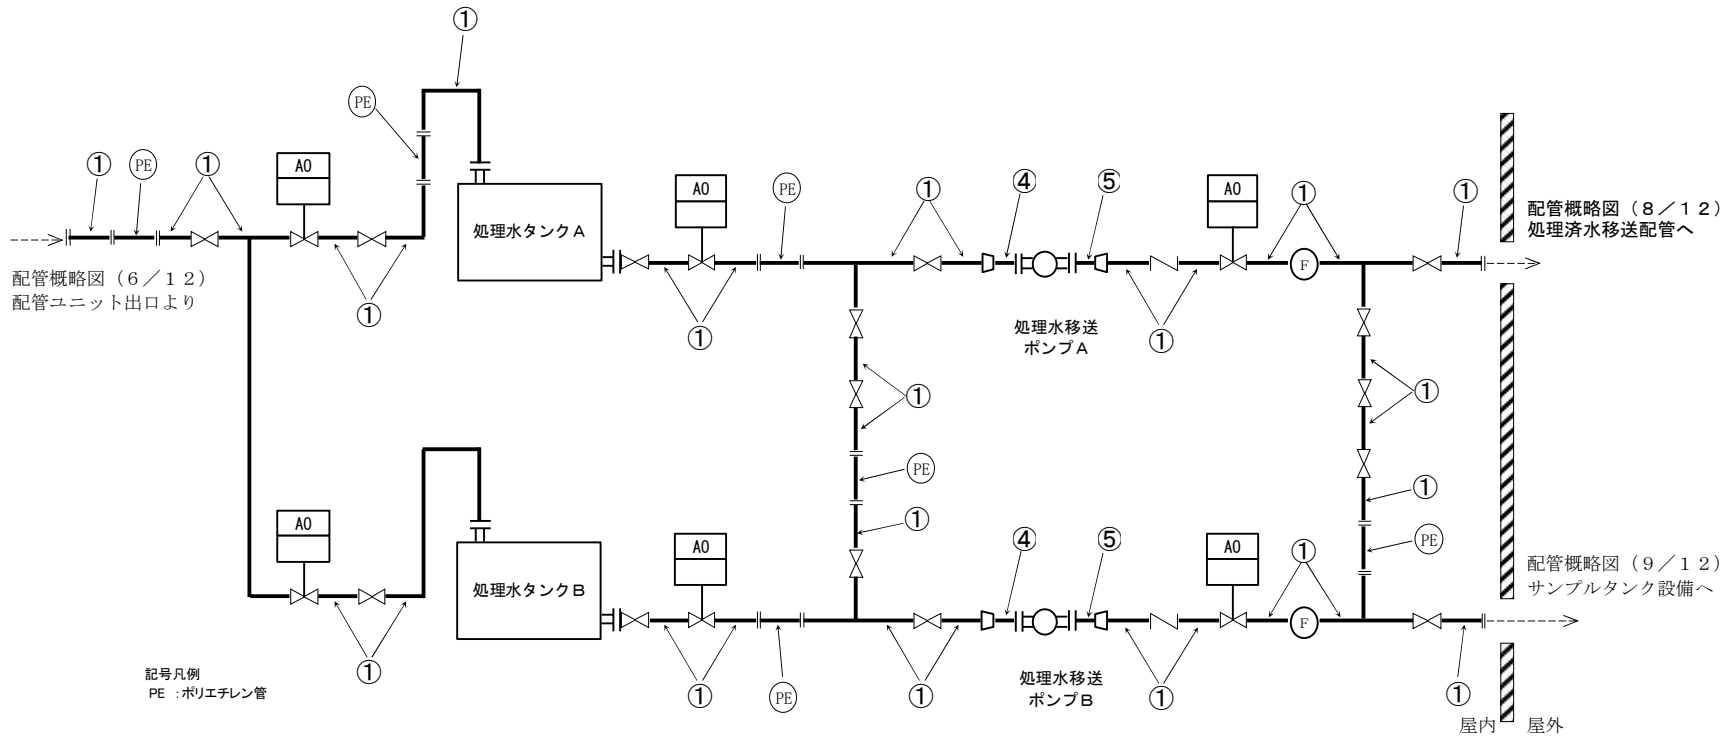 ①
PE
① PE ① AO AO PE ① ④ ⑤ AO ① ①
処理水タンクA
配管概略図（8／12）
処理済水移送配管へ
F
配管概略図（6／12）
配管ユニット出口より
① ① ①
処理水移送
ポンプA
① ①
PE ①
① PE
AO AO ④ ⑤ AO ①
配管概略図（9／12）
サンプルタンク設備へ
処理水タンクB
F
記号凡例
PE ：ポリエチレン管
① ① PE ① ① ①
処理水移送
ポンプB
屋内 屋外